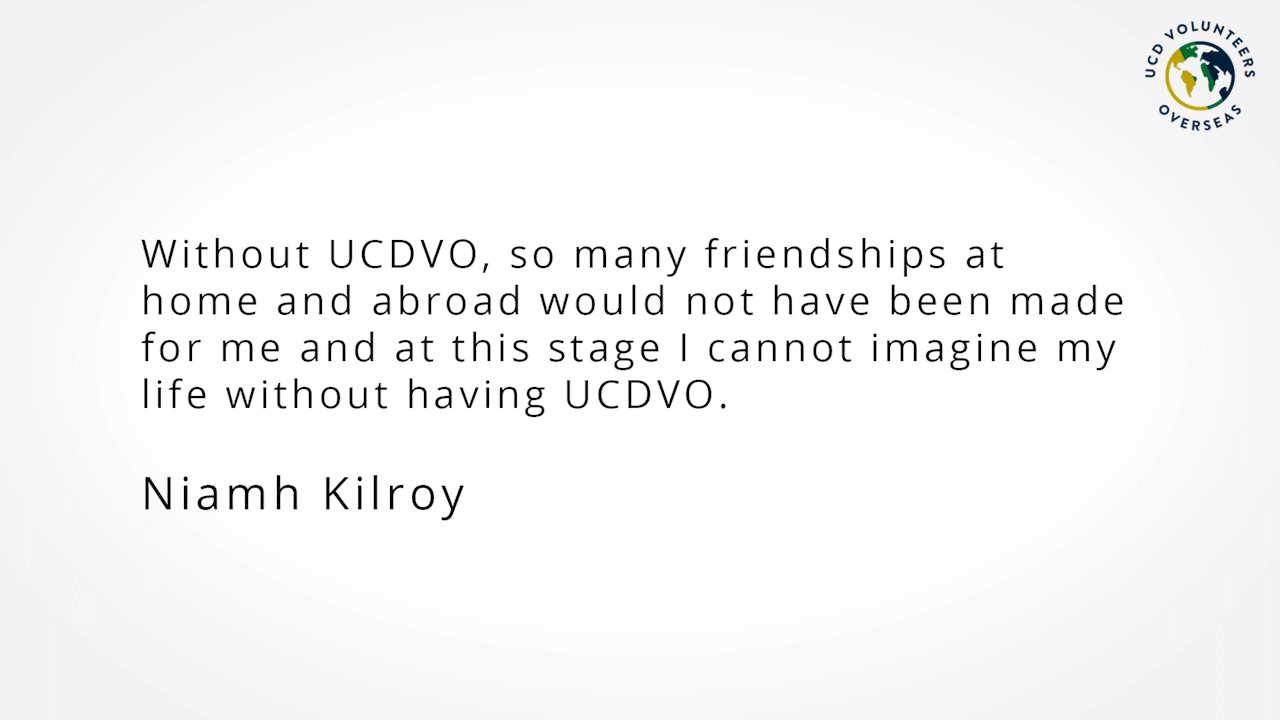 UCD VOLUNTEERS
OVERSEAS
Without UCDVO, so many friendships at
home and abroad would not have been made
for me and at this stage I cannot imagine my
life without having UCDVO.
Niamh Kilroy